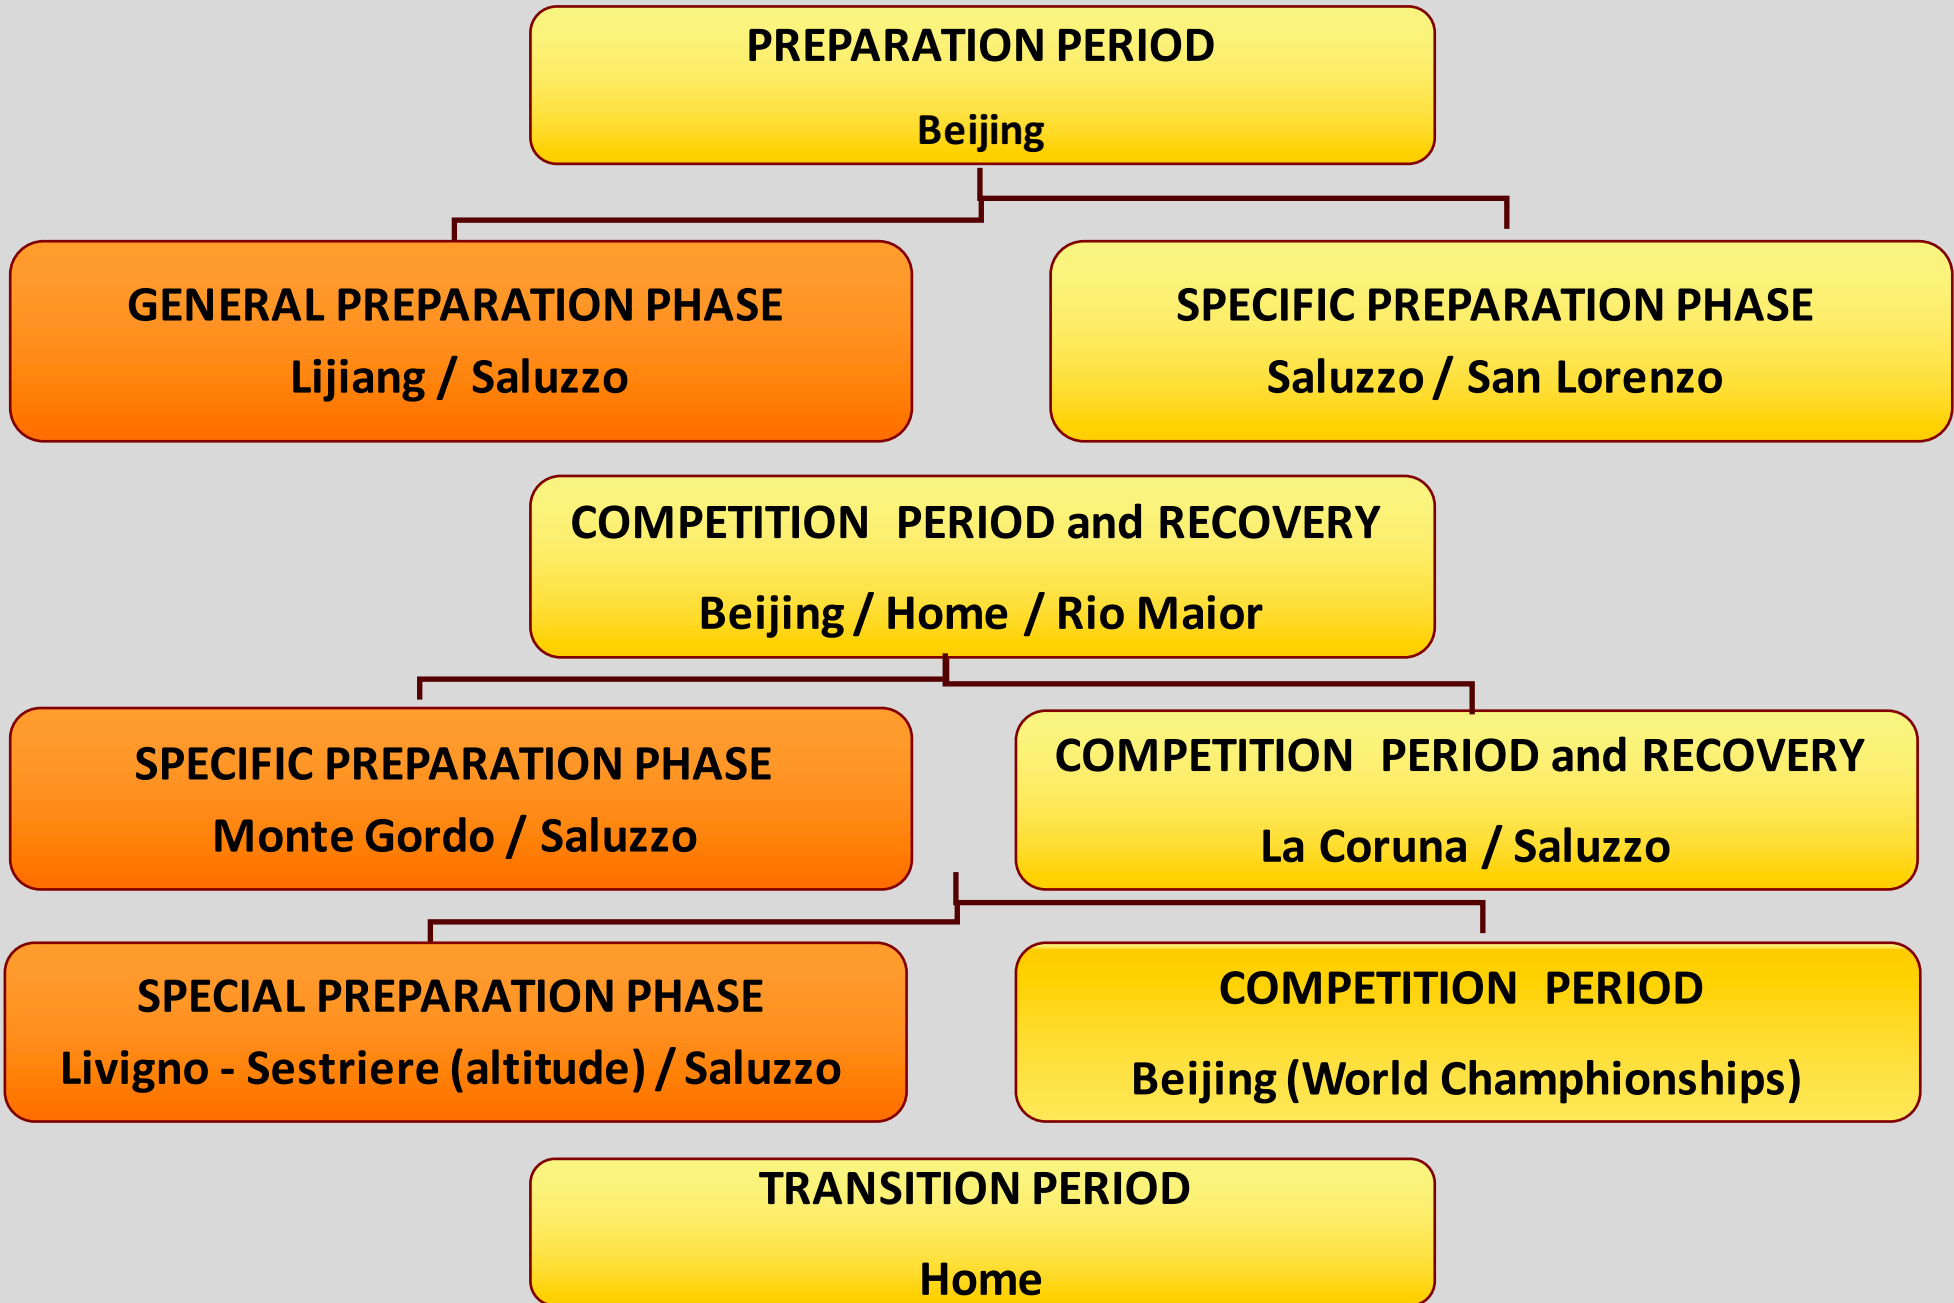 PREPARATION PERIOD
Beijing
GENERAL PREPARATION PHASE
Lijiang / Saluzzo
SPECIFIC PREPARATION PHASE
Saluzzo / San Lorenzo
COMPETITION PERIOD and RECOVERY
Beijing / Home / Rio Maior
SPECIFIC PREPARATION PHASE
Monte Gordo / Saluzzo
COMPETITION PERIOD and RECOVERY
La Coruna / Saluzzo
SPECIAL PREPARATION PHASE
Livigno - Sestriere (altitude) / Saluzzo
COMPETITION PERIOD
Beijing (World Champhionships)
TRANSITION PERIOD
Home